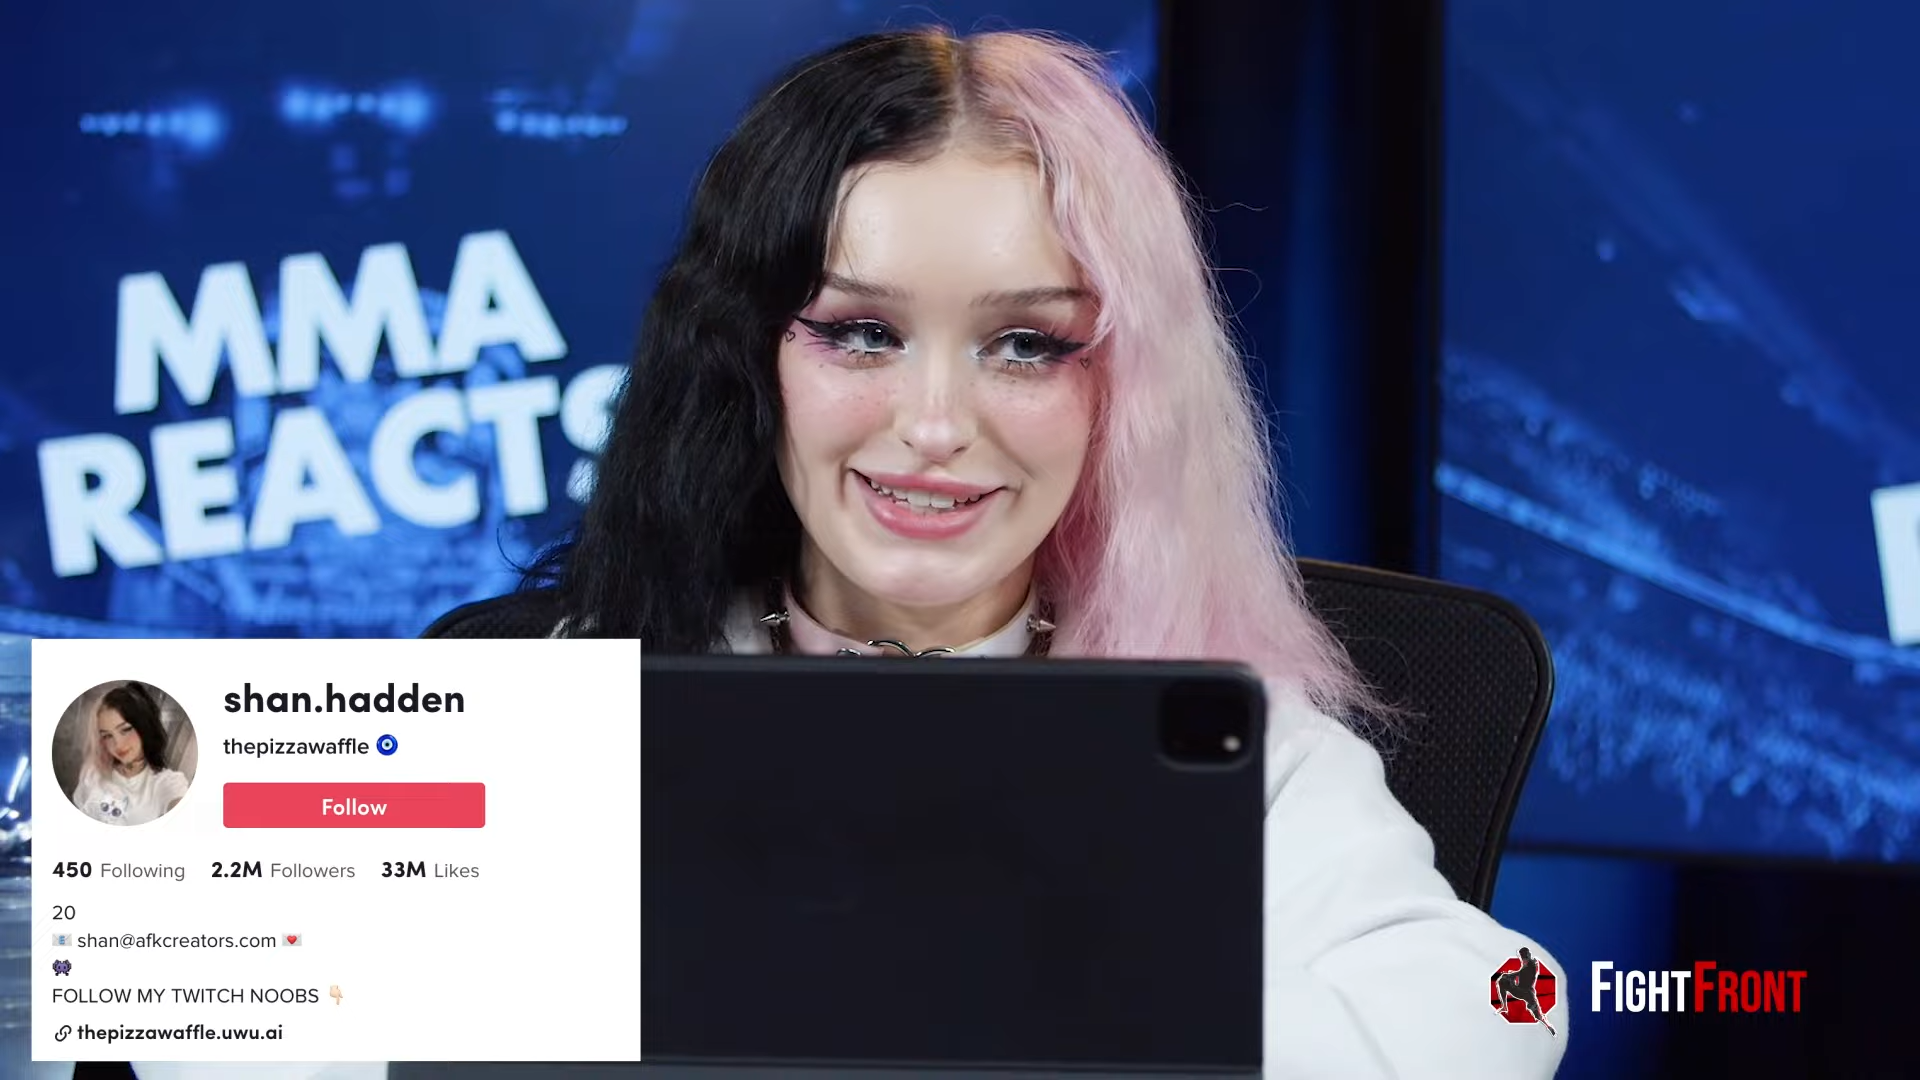 MMA
REACTS
shan.hadden
thepizzawaffle
Follow
450 Following 2.2M Followers 33M Likes
20
shan@afkcreators.com
FOLLOW MY TWITCH NOOBS
thepizzawaffle.uwu.ai
FIGHTFRONT